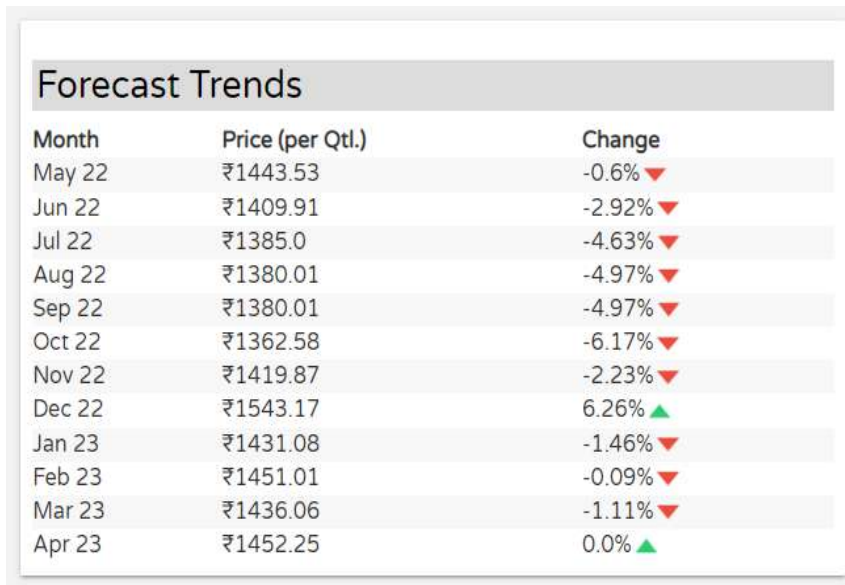 Forecast Trends
Month Price (per Qtl.) Change
May 22 ₹1443.53 -0.6%
Jun 22 ₹1409.91 -2.92%
Jul 22 ₹1385.0 -4.63%
Aug 22 ₹1380.01 -4.97%
Sep 22 ₹1380.01 -4.97%
Oct 22 ₹1362.58 -6.17%
Nov 22 ₹1419.87 -2.23%
Dec 22 ₹1543.17 6.26%
Jan 23 ₹1431.08 -1.46%
Feb 23 ₹1451.01 -0.09%
Mar 23 ₹1436.06 -1.11%
Apr 23 ₹1452.25 0.0%